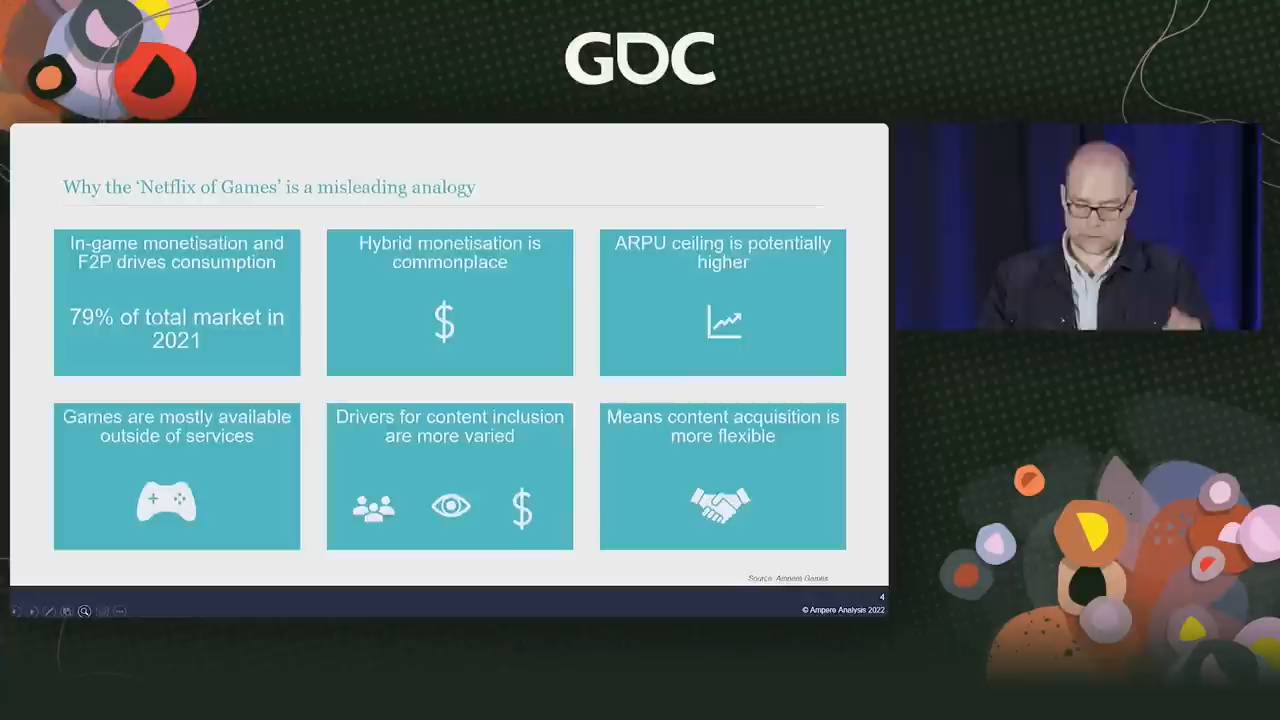 GDC
Why the ‘Netflix of Games’ is a misleading analogy
In-game monetisation and
F2P drives consumption
79% of total market in
2021
Hybrid monetisation is
commonplace
$
ARPU ceiling is potentially
higher
Games are mostly available
outside of services
Drivers for content inclusion
are more varied
$
Means content acquisition is
more flexible
Source: Ampere Games
4
© Ampere Analysis 2022